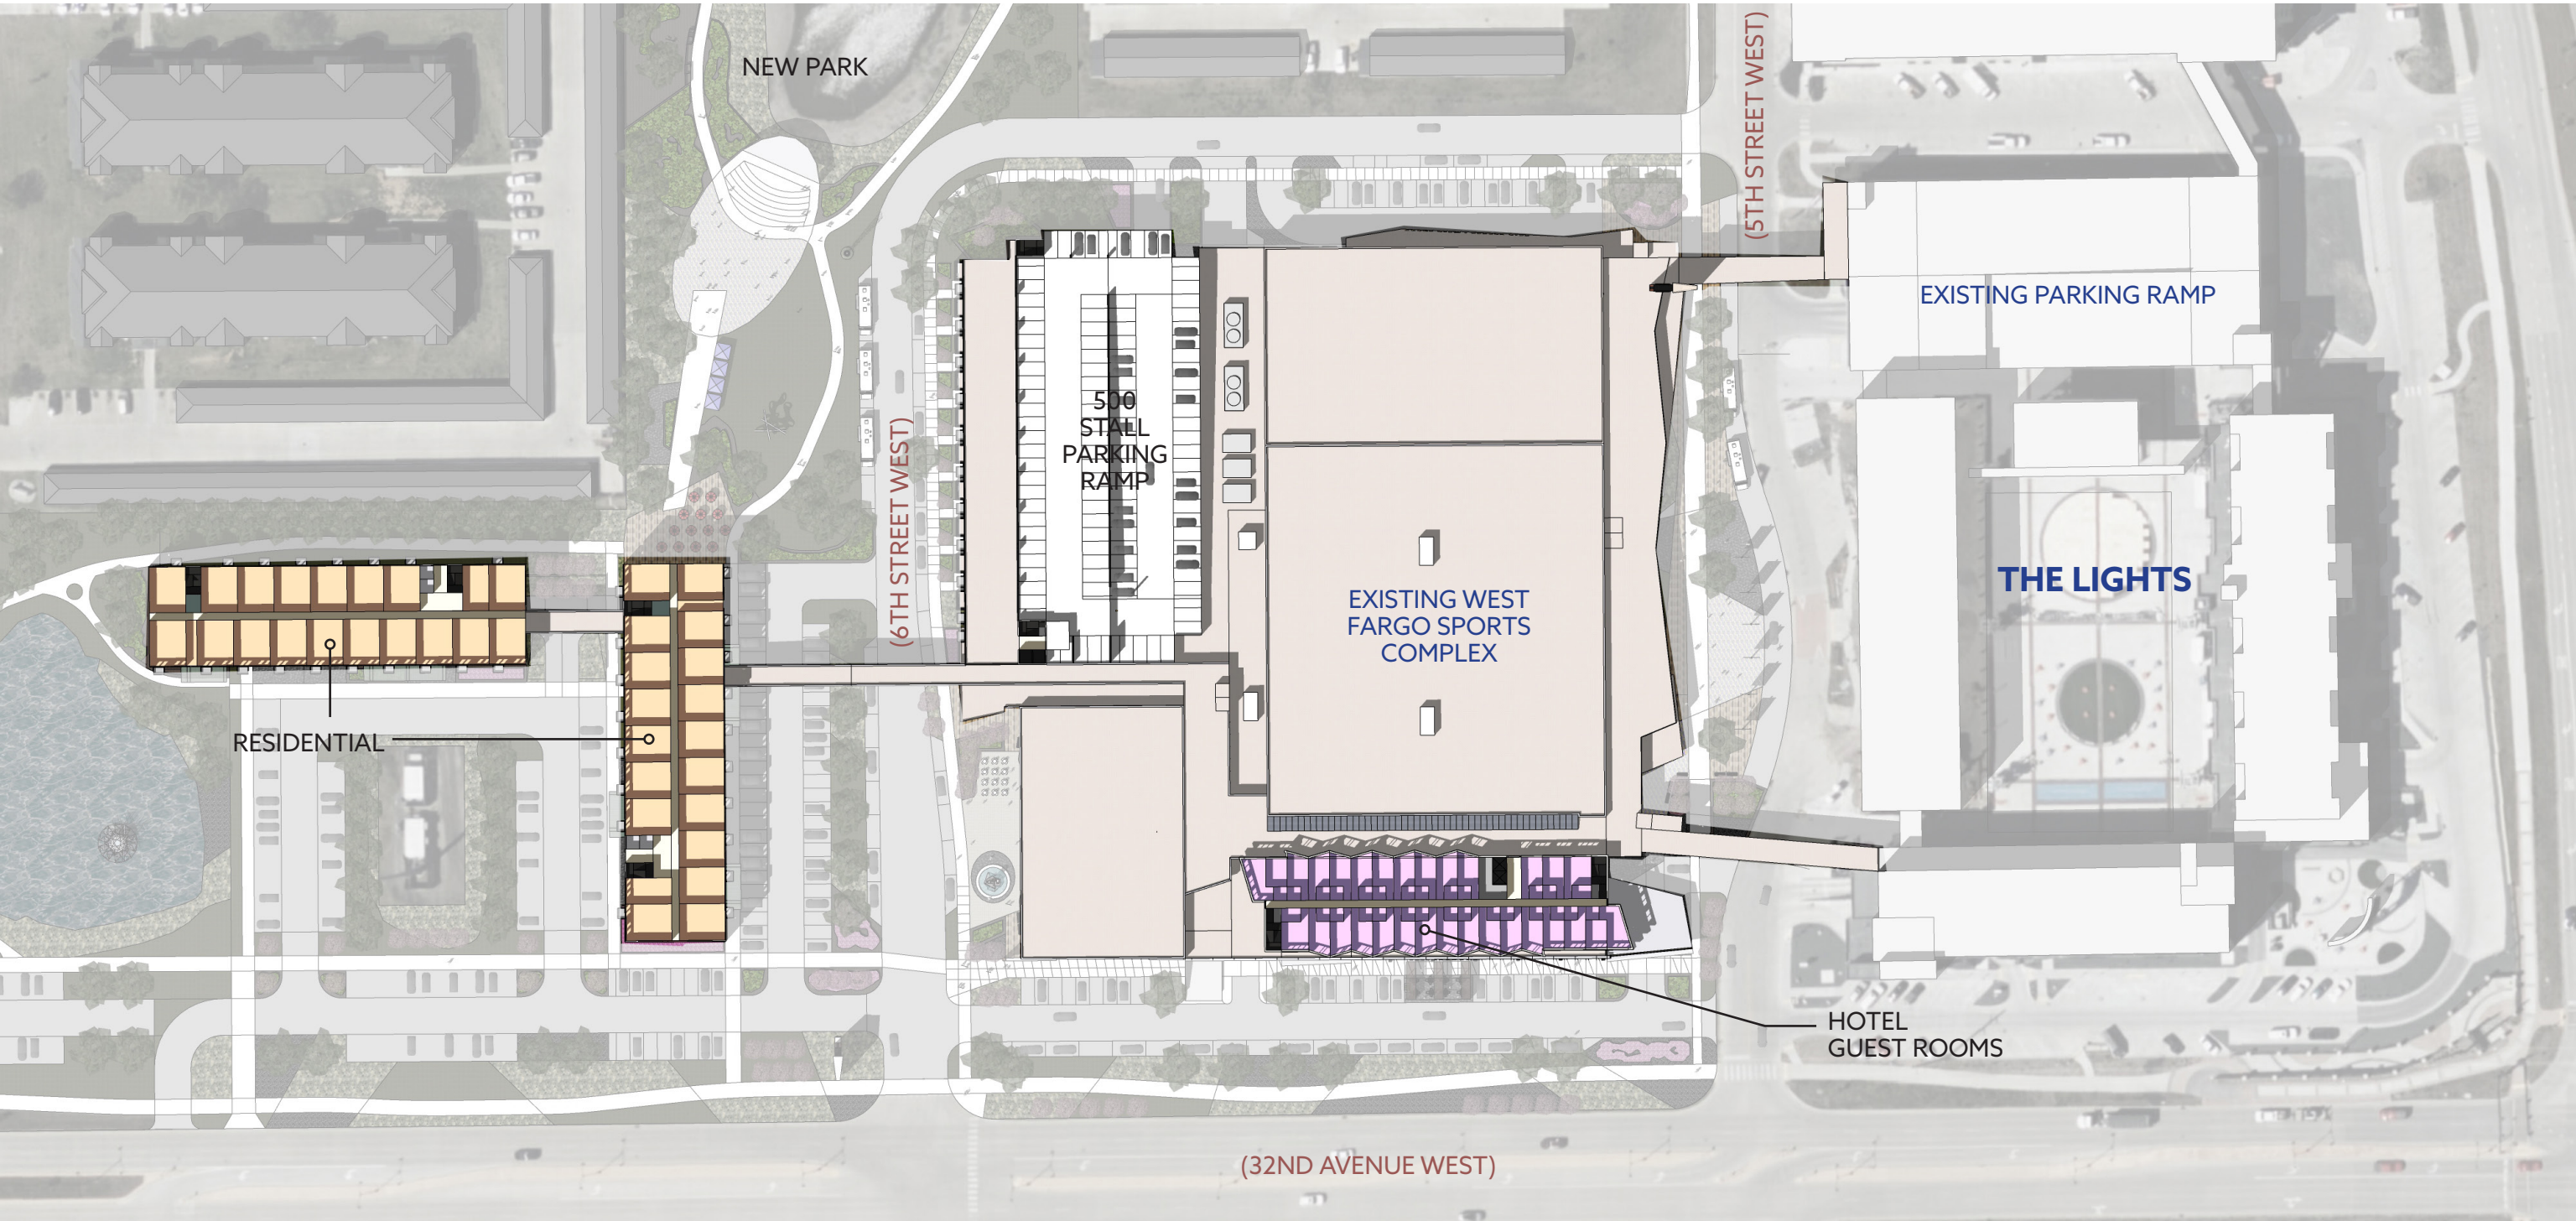 NEW PARK
(5TH STREET WEST)
EXISTING PARKING RAMP
500
STALL
PARKING
RAMP
(6TH STREET WEST)
EXISTING WEST
FARGO SPORTS
COMPLEX
THE LIGHTS
RESIDENTIAL
HOTEL
GUEST ROOMS
(32ND AVENUE WEST)